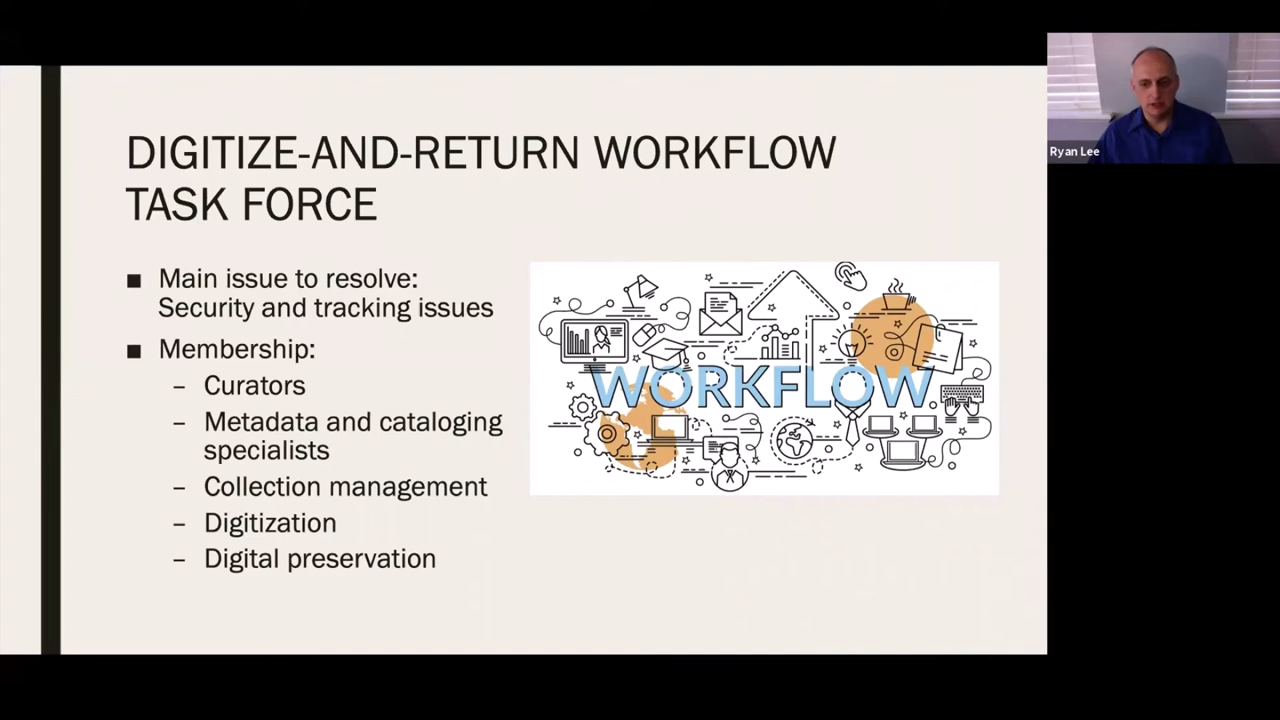 DIGITIZE-AND-RETURN WORKFLOW
TASK FORCE
■ Main issue to resolve:
Security and tracking issues
■ Membership:
– Curators
– Metadata and cataloging
specialists
– Collection management
– Digitization
– Digital preservation
WORKFLOW
Ryan Lee